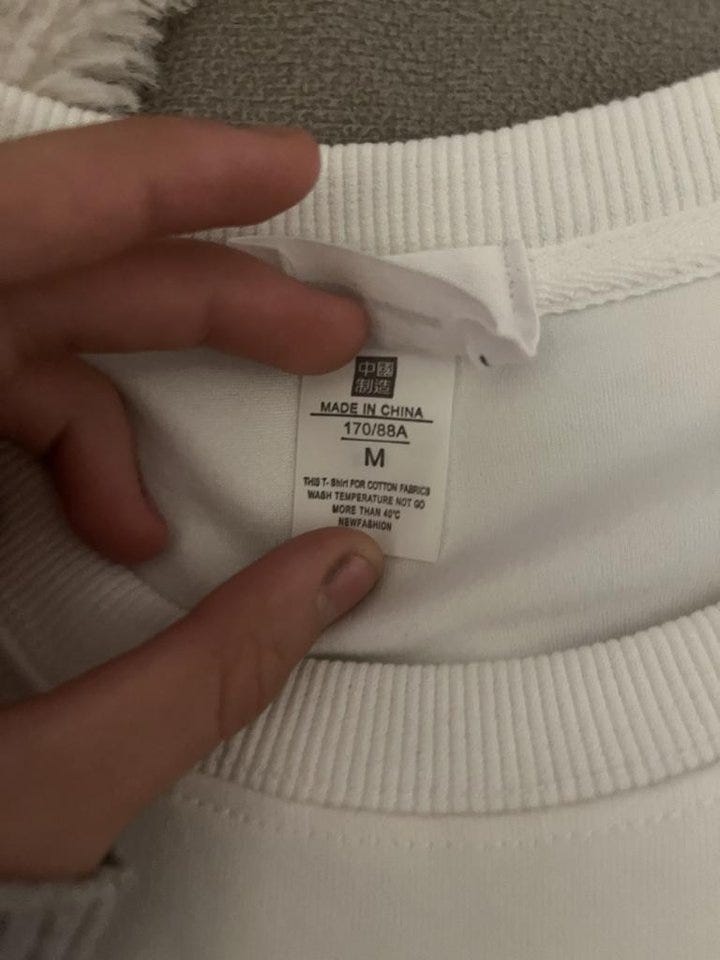 中國
制造
MADE IN CHINA
170/88A
M
THIS T-Shirt FOR COTTON FABRICS
WASH TEMPERATURE NOT GO
MORE THAN 40°C
NEWFASHION